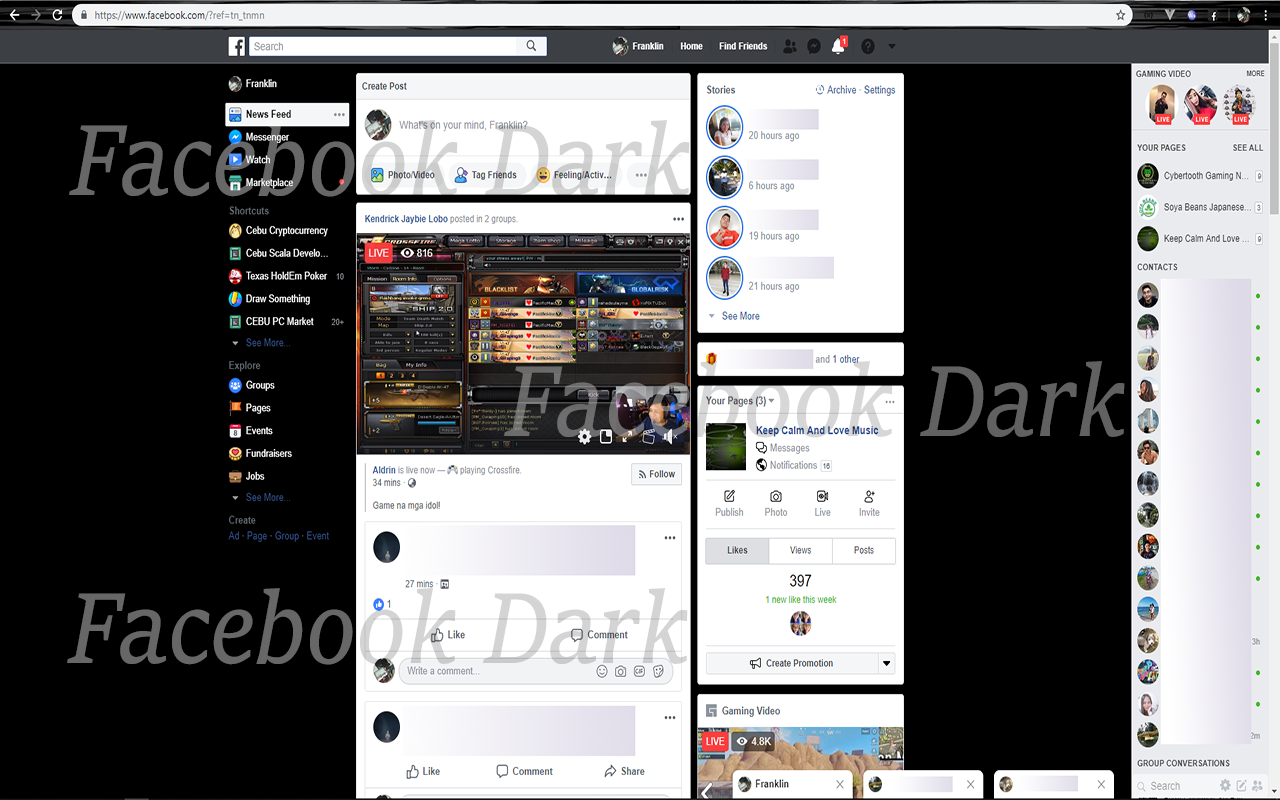 https://www.facebook.com/?ref=tn_tnmn
Search
Franklin
Home
Find Friends
1
Franklin
News Feed
Messenger
Watch
Marketplace
Shortcuts
Cebu Cryptocurrency
Cebu Scala Develo...
Texas HoldEm Poker 10
Draw Something
CEBU PC Market 20+
See More...
Explore
Groups
Pages
Events
Fundraisers
Jobs
See More...
Create
Ad · Page · Group · Event
Create Post
What's on your mind, Franklin?
Photo/Video
Tag Friends
Feeling/Activ...
Facebook Dark
Kendrick Jaybie Lobo posted in 2 groups.
CROSSFIRE
LIVE
816
BLACKLIST
GLOBALRISK
Aldrin is live now — playing Crossfire.
34 mins ·
Follow
Game na mga idol!
27 mins ·
1
Like
Comment
Write a comment...
Facebook Dark
Like
Comment
Share
Stories
Archive · Settings
20 hours ago
6 hours ago
19 hours ago
21 hours ago
See More
and 1 other
Facebook Dark
Your Pages (3)
Keep Calm And Love Music
Messages
Notifications 16
Publish
Photo
Live
Invite
Likes
Views
Posts
397
1 new like this week
Create Promotion
Gaming Video
LIVE
4.8K
Franklin
GAMING VIDEO
MORE
LIVE
LIVE
LIVE
YOUR PAGES
SEE ALL
Cybertooth Gaming N... 9
Soya Beans Japanese... 3
Keep Calm And Love ... 9
CONTACTS
3h
2m
GROUP CONVERSATIONS
Search